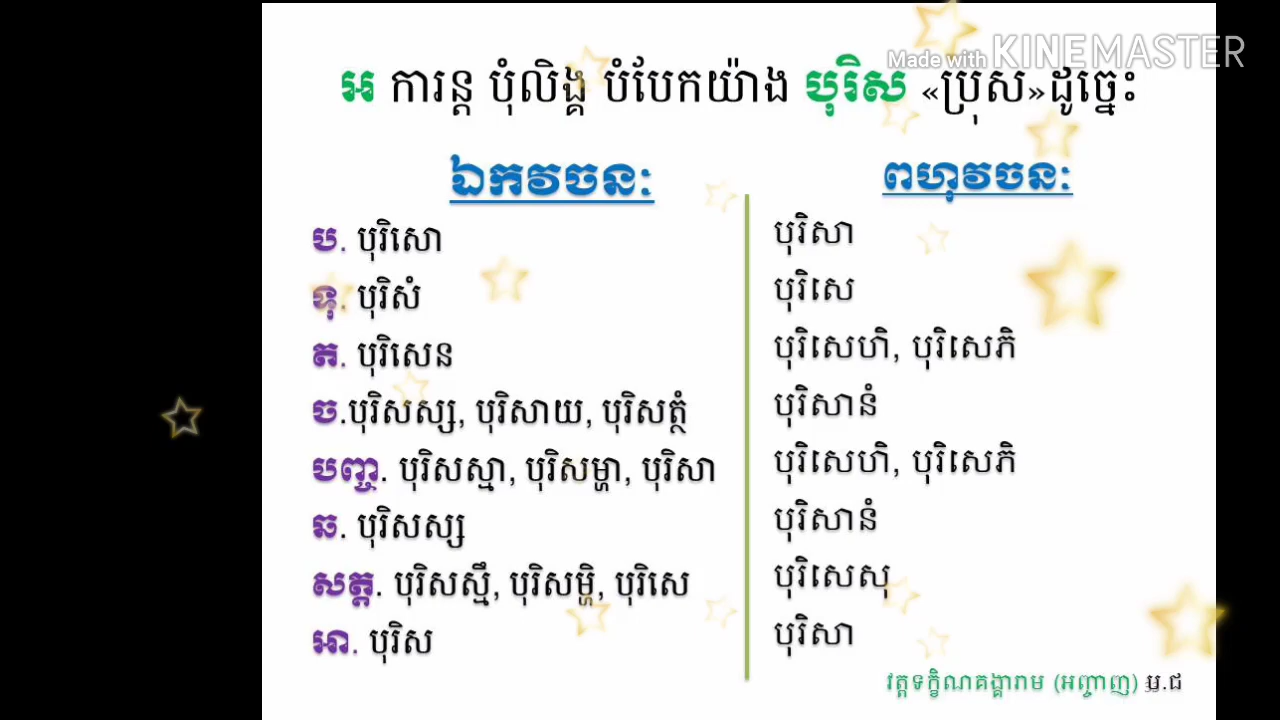 Made with KINEMASTER
អ ការន្ត បុំលិង្គ បំបែកយ៉ាង បុរិស «ប្រុស»ដូច្នេះ
ឯកវចនៈ
ប. បុរិសោ
ទុ. បុរិសំ
ត. បុរិសេន
ច.បុរិសស្ស, បុរិសាយ, បុរិសត្ថំ
បញ្ច. បុរិសស្មា, បុរិសម្ហា, បុរិសា
ឆ. បុរិសស្ស
សត្ត. បុរិសស្មឹ, បុរិសម្ហិ, បុរិសេ
អា. បុរិស
ពហុវចនៈ
បុរិសា
បុរិសេ
បុរិសេហិ, បុរិសេភិ
បុរិសានំ
បុរិសេហិ, បុរិសេភិ
បុរិសានំ
បុរិសេសុ
បុរិសា
វត្តទក្ខិណគង្គារាម (អញ្ចាញ) ប.ជ